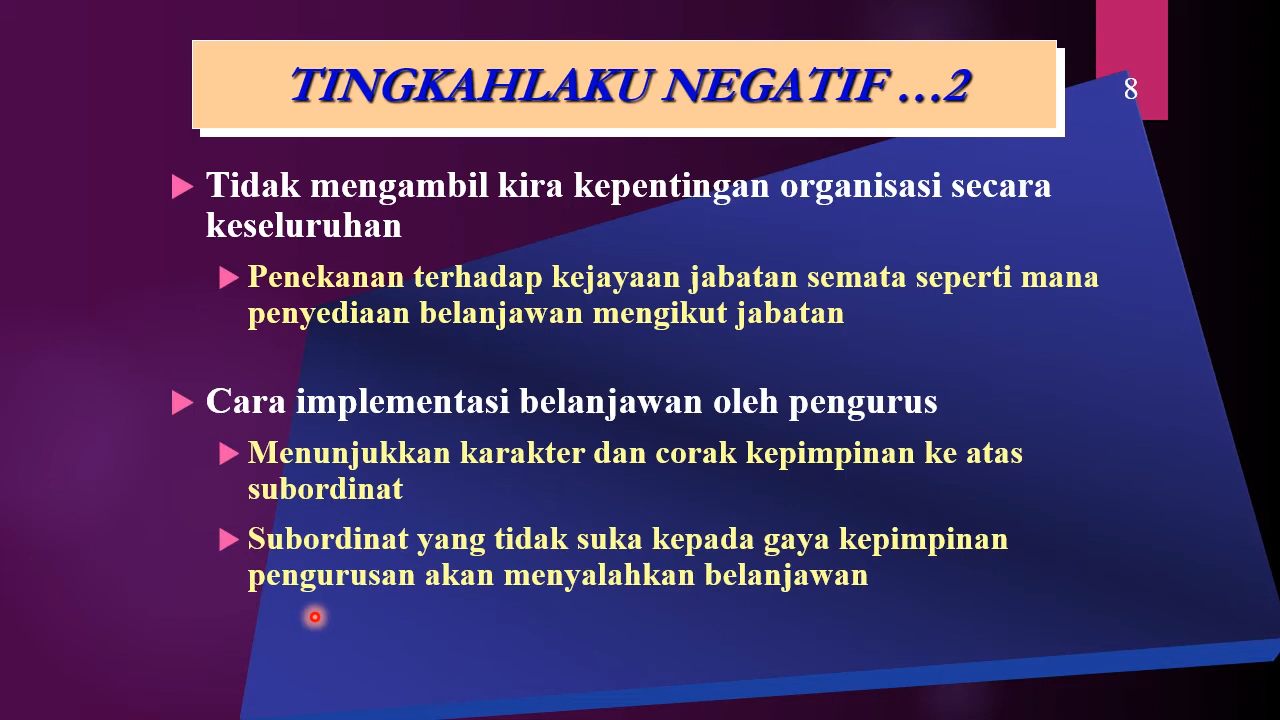 TINGKAHLAKU NEGATIF ...2
8
Tidak mengambil kira kepentingan organisasi secara
keseluruhan
Penekanan terhadap kejayaan jabatan semata seperti mana
penyediaan belanjawan mengikut jabatan
Cara implementasi belanjawan oleh pengurus
Menunjukkan karakter dan corak kepimpinan ke atas
subordinat
Subordinat yang tidak suka kepada gaya kepimpinan
pengurusan akan menyalahkan belanjawan